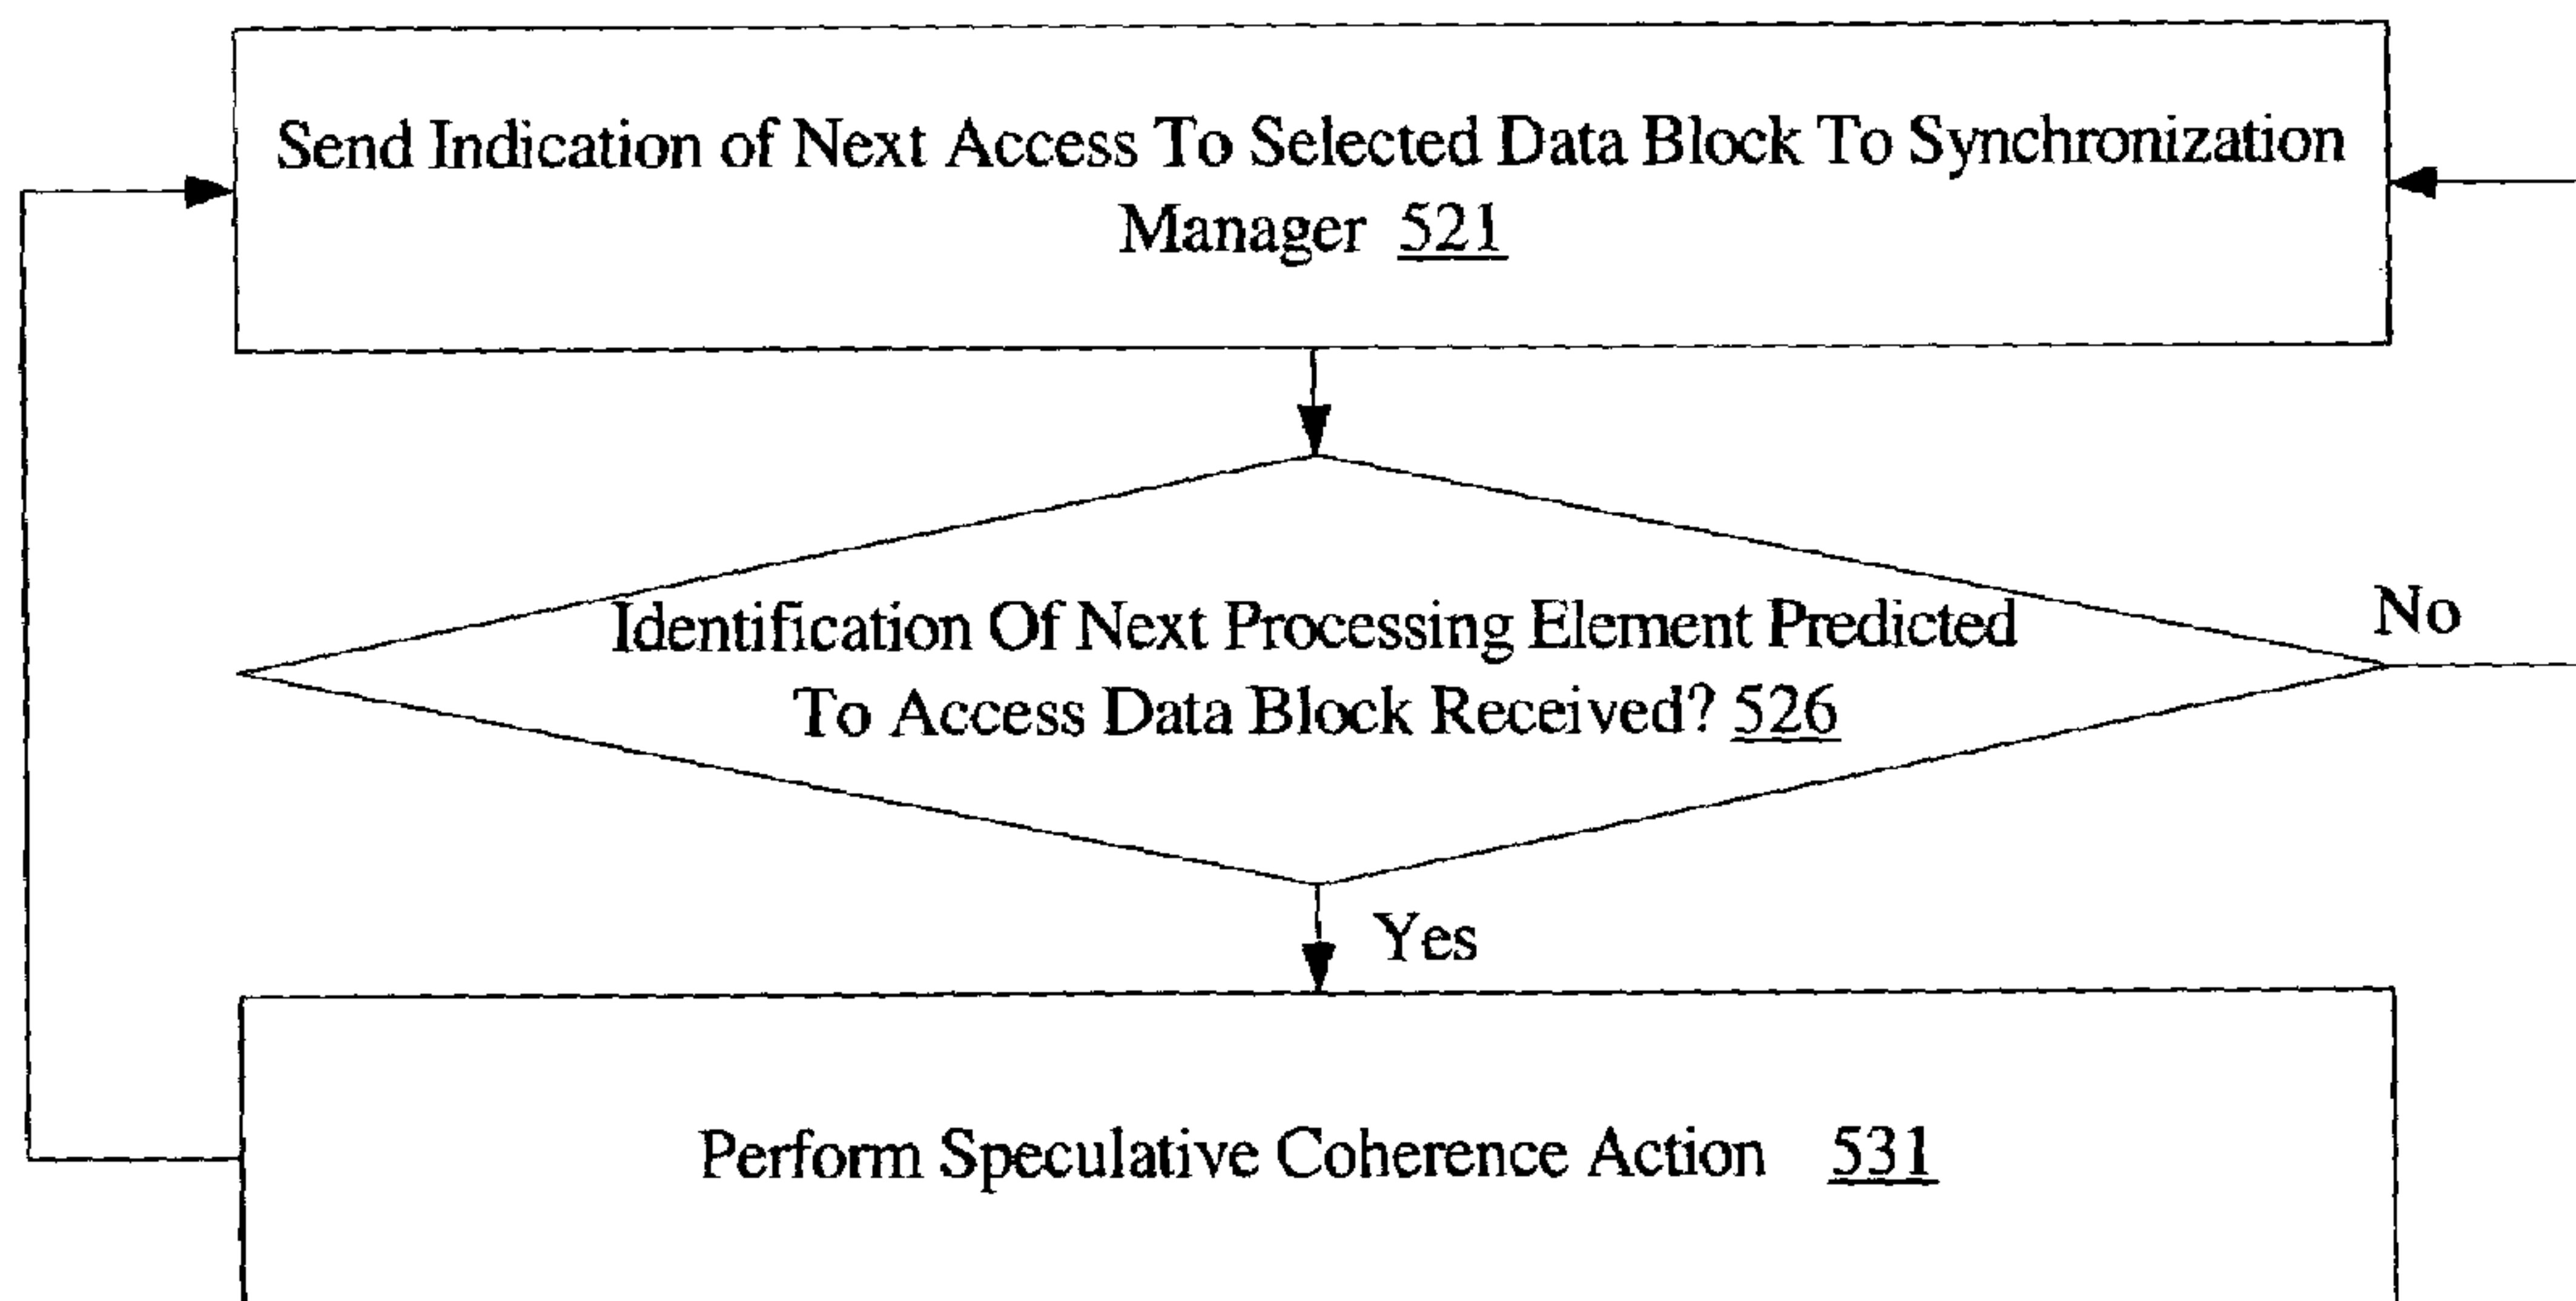 Send Indication of Next Access To Selected Data Block To Synchronization
Manager 521
Identification Of Next Processing Element Predicted
To Access Data Block Received? 526
No
Yes
Perform Speculative Coherence Action 531